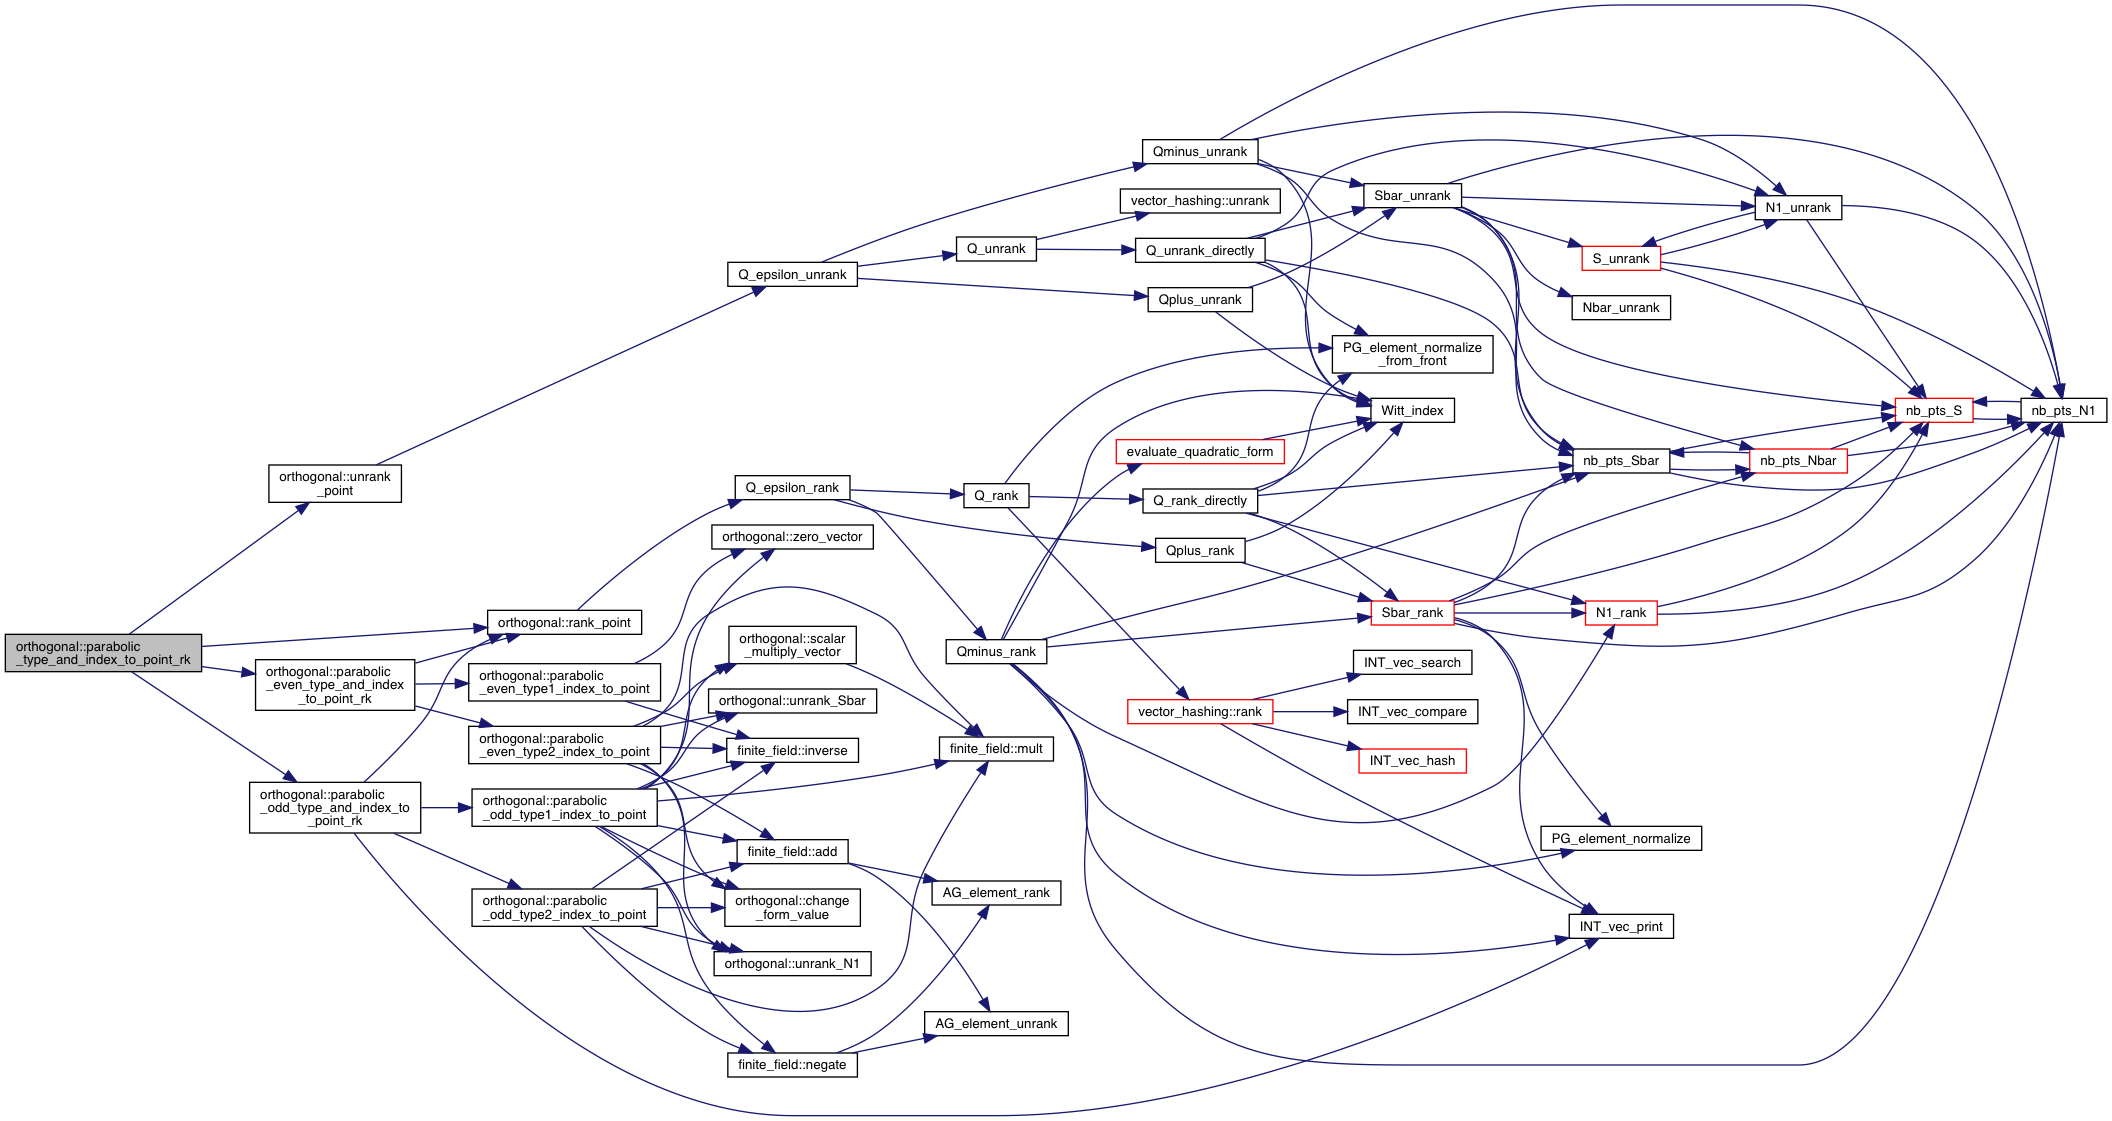 orthogonal::parabolic
_type_and_index_to_point_rk
orthogonal::unrank
_point
orthogonal::parabolic
_even_type_and_index
_to_point_rk
orthogonal::parabolic
_odd_type_and_index_to
_point_rk
orthogonal::rank_point
orthogonal::parabolic
_even_type1_index_to_point
orthogonal::parabolic
_even_type2_index_to_point
orthogonal::parabolic
_odd_type1_index_to_point
orthogonal::parabolic
_odd_type2_index_to_point
Q_epsilon_unrank
Q_epsilon_rank
orthogonal::zero_vector
orthogonal::scalar
_multiply_vector
orthogonal::unrank_Sbar
finite_field::inverse
finite_field::add
orthogonal::change
_form_value
orthogonal::unrank_N1
finite_field::negate
Q_unrank
Q_rank
Qminus_rank
finite_field::mult
AG_element_rank
AG_element_unrank
Qminus_unrank
vector_hashing::unrank
Q_unrank_directly
Qplus_unrank
evaluate_quadratic_form
Q_rank_directly
Qplus_rank
vector_hashing::rank
Sbar_unrank
PG_element_normalize
_from_front
Witt_index
Sbar_rank
INT_vec_search
INT_vec_compare
INT_vec_hash
S_unrank
Nbar_unrank
nb_pts_Sbar
N1_rank
PG_element_normalize
INT_vec_print
N1_unrank
nb_pts_Nbar
nb_pts_S
nb_pts_N1